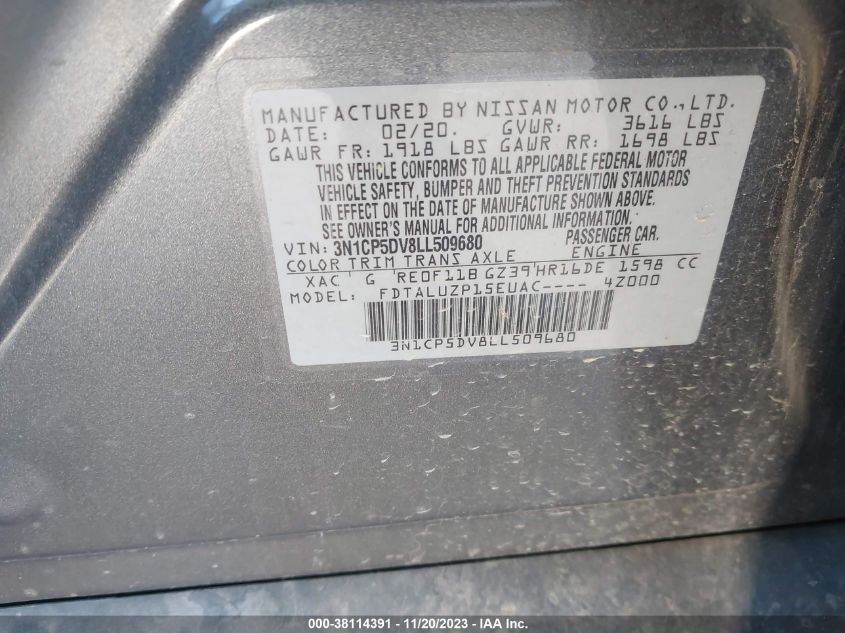 MANUFACTURED BY NISSAN MOTOR CO.,LTD.
DATE: 02/20. GVWR: 3616 LBS
GAWR FR: 1918 LBS GAWR RR: 1698 LBS
THIS VEHICLE CONFORMS TO ALL APPLICABLE FEDERAL MOTOR
VEHICLE SAFETY, BUMPER AND THEFT PREVENTION STANDARDS
IN EFFECT ON THE DATE OF MANUFACTURE SHOWN ABOVE.
SEE OWNER'S MANUAL FOR ADDITIONAL INFORMATION.
VIN: 3N1CP5DV8LL509680 PASSENGER CAR.
COLOR TRIM TRANS AXLE ENGINE
XAC G RE0F11B GZ39 HR16DE 1598 CC
MODEL: FDTALUZP15EUAC---- 4Z000
3N1CP5DV8LL509680
000-38114391 - 11/20/2023 - IAA Inc.